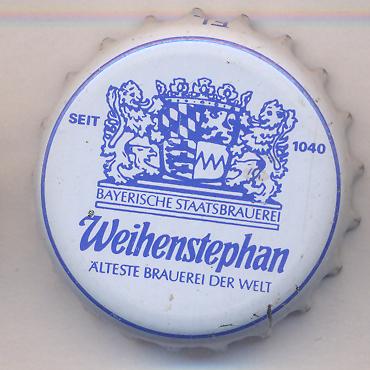 SEIT 1040
BAYERISCHE STAATSBRAUEREI
Weihenstephan
ÄLTESTE BRAUEREI DER WELT